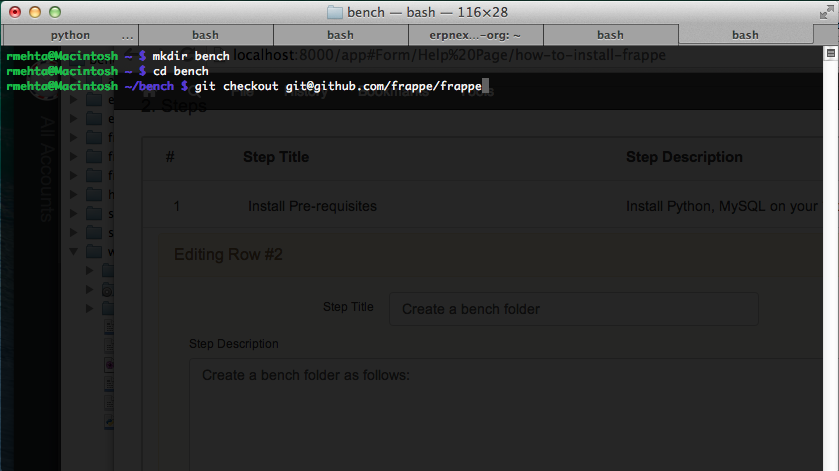 bench — bash — 116×28
python ... bash bash erpnex...-org: ~ bash bash
rmehta@Macintosh ~ $ mkdir bench
rmehta@Macintosh ~ $ cd bench
rmehta@Macintosh ~/bench $ git checkout git@github.com/frappe/frappe
localhost:8000/app#Form/Help%20Page/how-to-install-frappe
History Bookmarks Tools
All Accounts
2. Steps
# Step Title Step Description
1 Install Pre-requisites Install Python, MySQL on your
Editing Row #2
Step Title Create a bench folder
Step Description
Create a bench folder as follows:
e
e
f
f
f
h
s
s
w